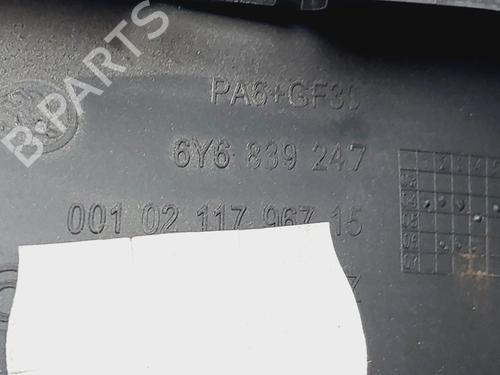 B-PARTS
PA6+GF30
6Y6 839 247
001 02 117 967 15
Z